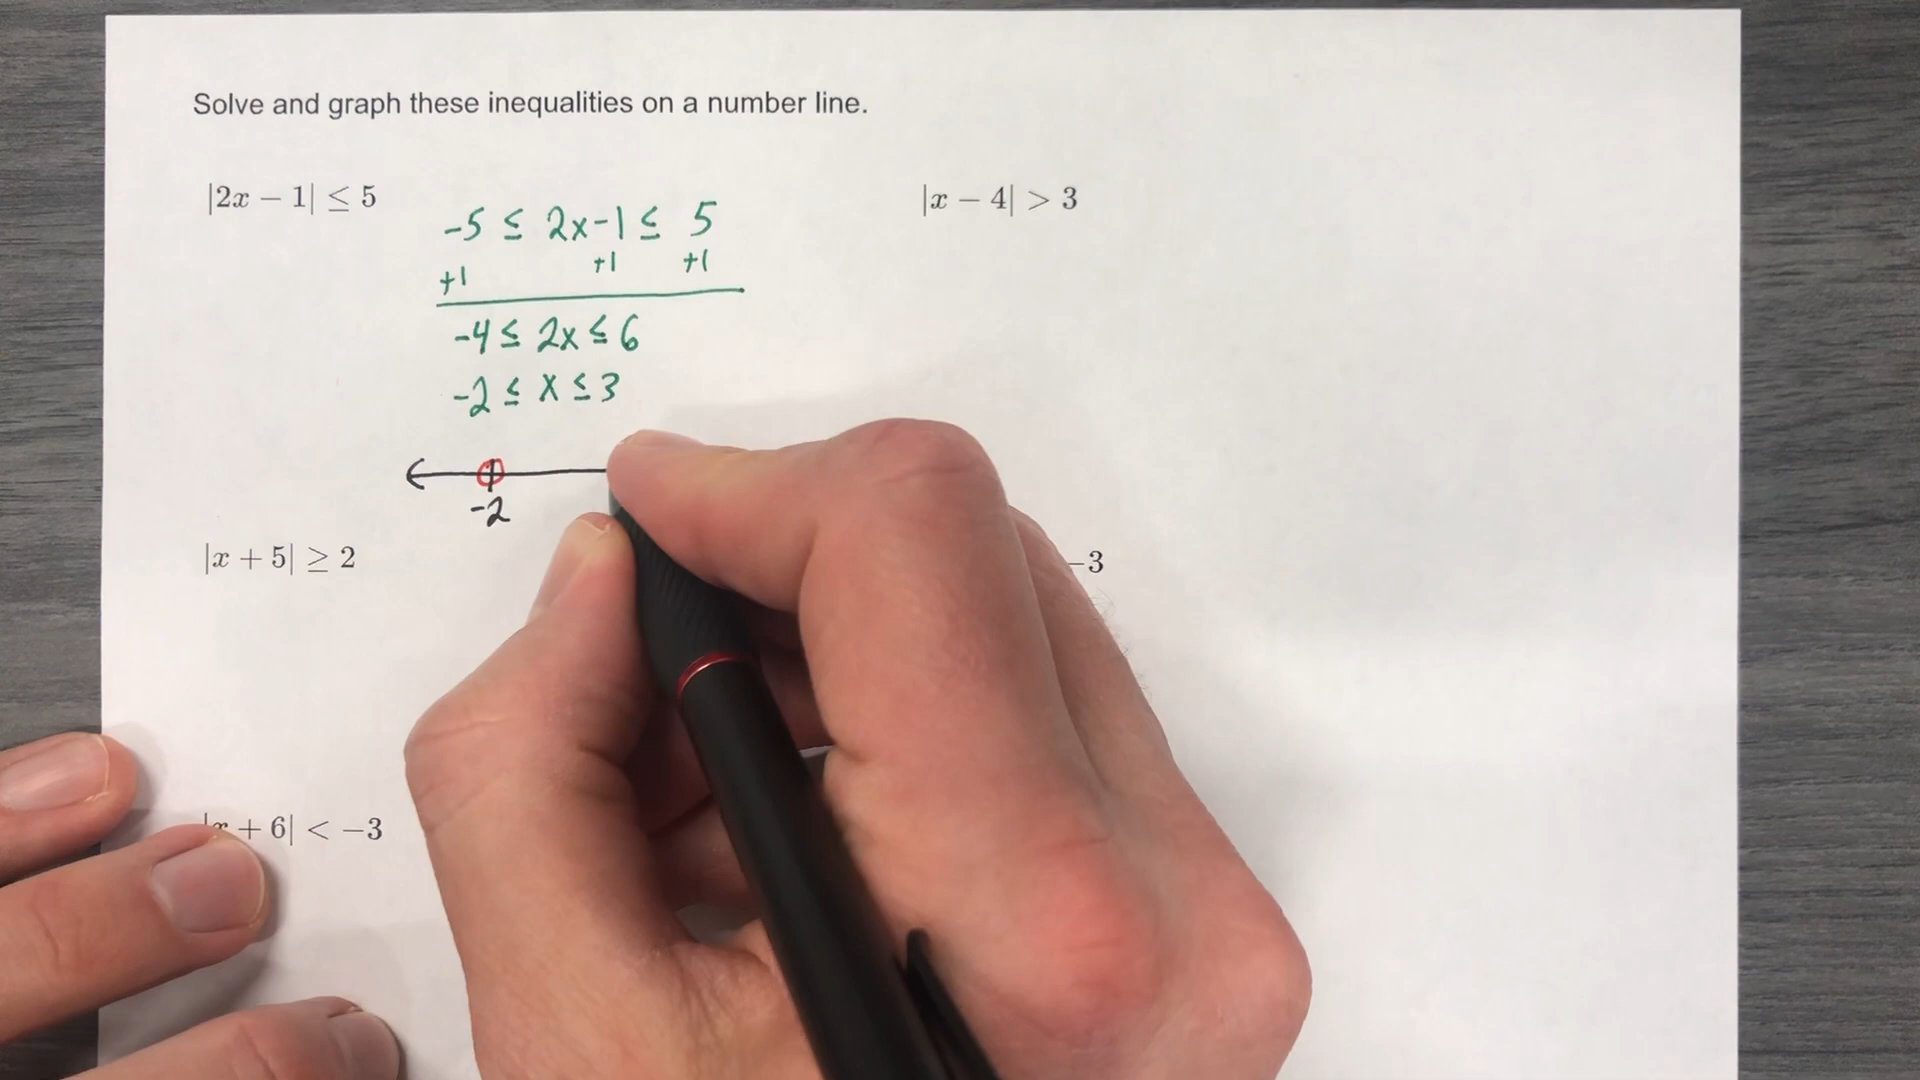 Solve and graph these inequalities on a number line.
|2x − 1| ≤ 5
-5 ≤ 2x-1 ≤ 5
+1 +1 +1
-4 ≤ 2x ≤ 6
-2 ≤ x ≤ 3
-2
|x − 4| > 3
|x + 5| ≥ 2
−3
|x + 6| < −3